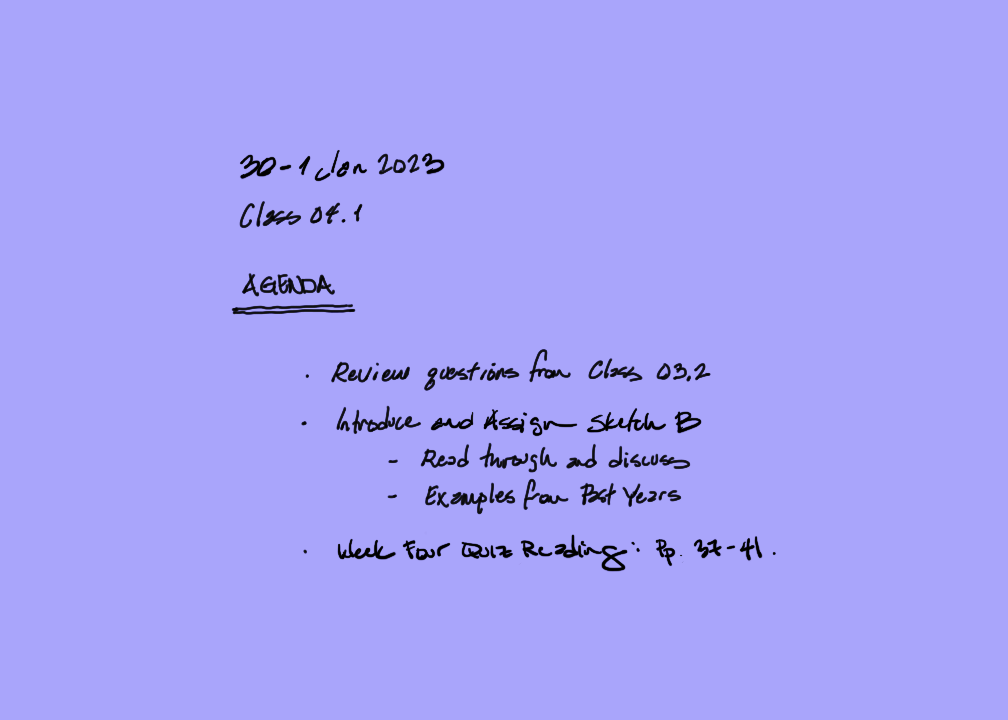 30-1 Jan 2023
Class 04.1
AGENDA
· Review questions from Class 03.2
· Introduce and Assign Sketch B
- Read through and discuss
- Examples from Past Years
· Week Four Quiz Reading: Pp. 37-41.